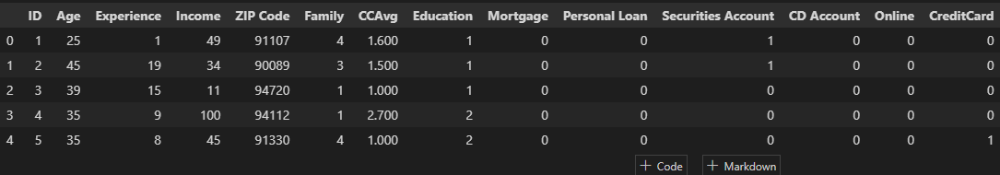 ID Age Experience Income ZIP Code Family CCAvg Education Mortgage Personal Loan Securities Account CD Account Online CreditCard
0 1 25 1 49 91107 4 1.600 1 0 0 1 0 0 0
1 2 45 19 34 90089 3 1.500 1 0 0 1 0 0 0
2 3 39 15 11 94720 1 1.000 1 0 0 0 0 0 0
3 4 35 9 100 94112 1 2.700 2 0 0 0 0 0 0
4 5 35 8 45 91330 4 1.000 2 0 0 0 0 0 1
+ Code + Markdown